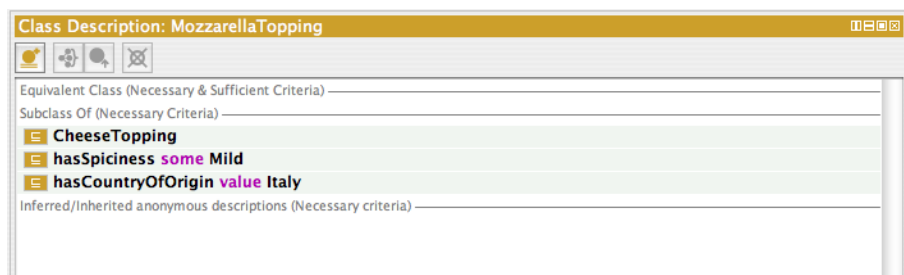 Class Description: MozzarellaTopping
Equivalent Class (Necessary & Sufficient Criteria)
Subclass Of (Necessary Criteria)
⊑ CheeseTopping
⊑ hasSpiciness some Mild
⊑ hasCountryOfOrigin value Italy
Inferred/Inherited anonymous descriptions (Necessary criteria)